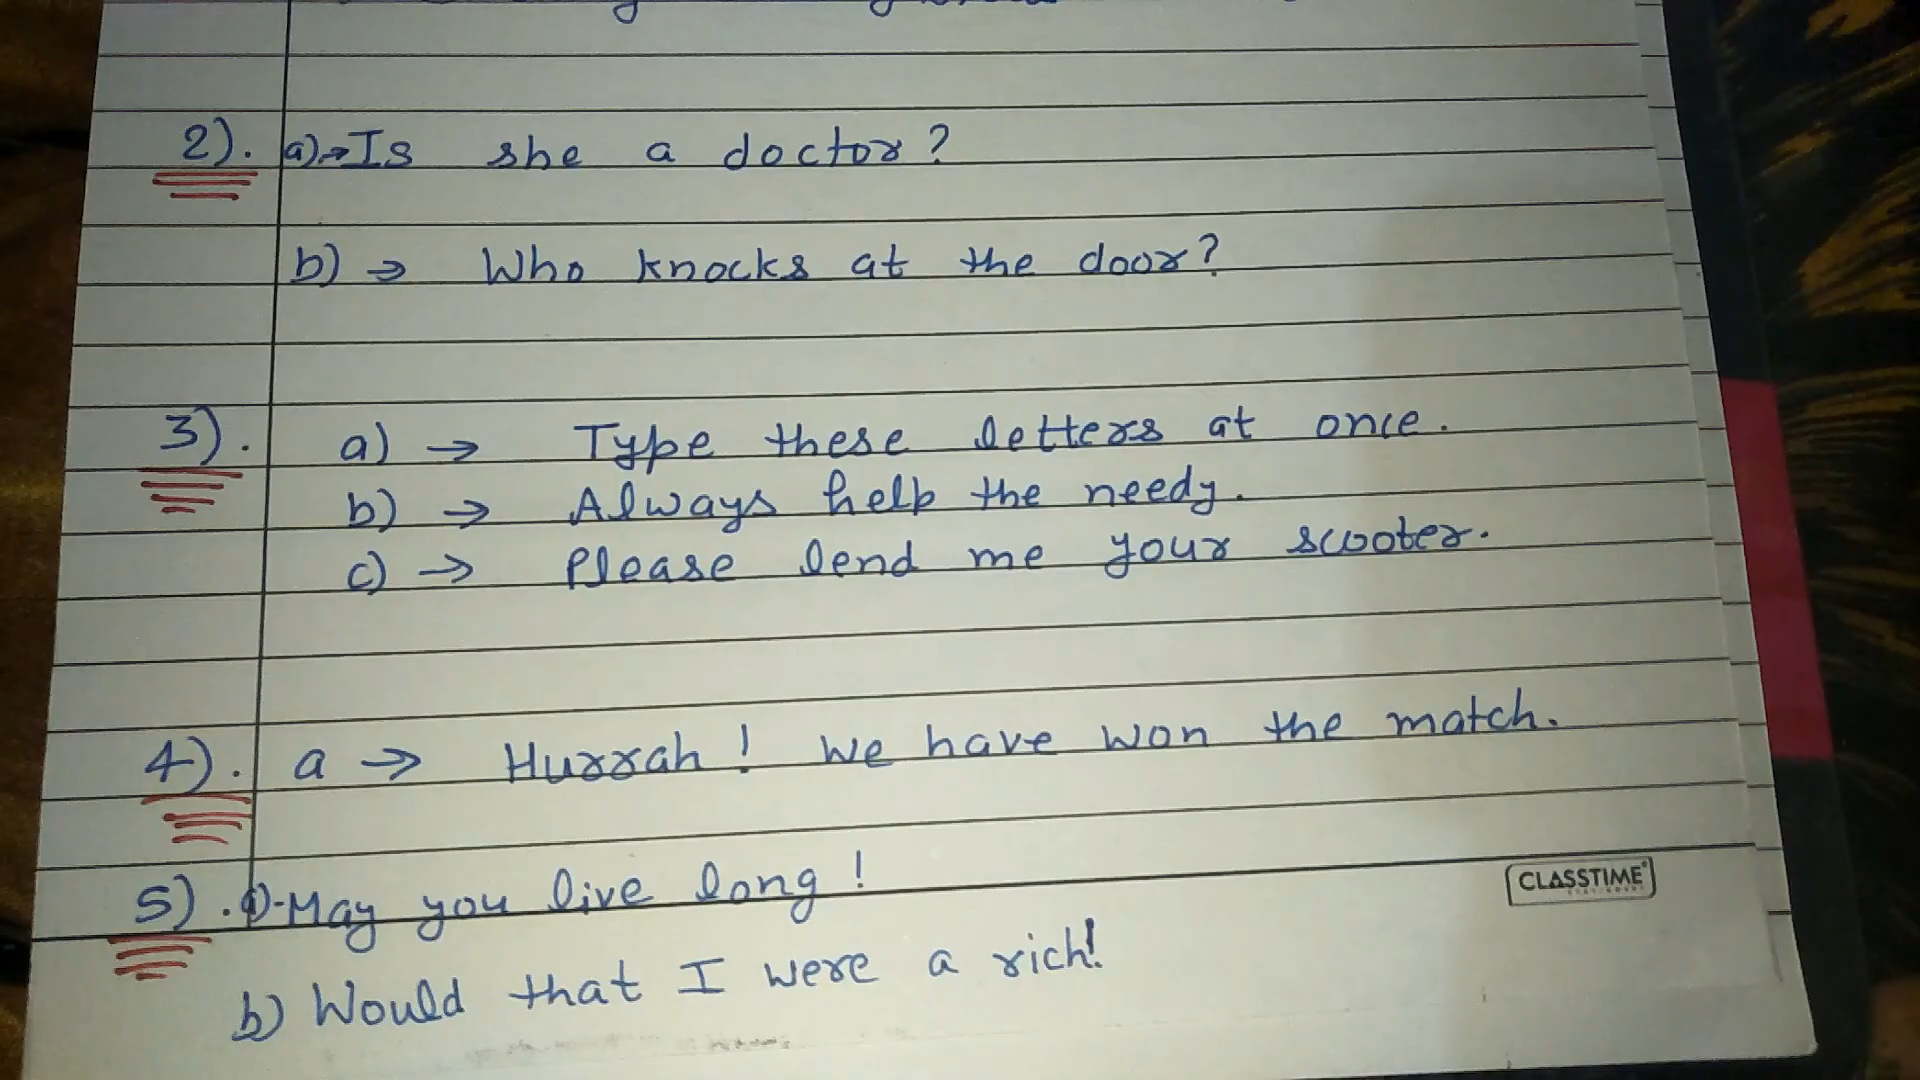 2). a)→ Is she a doctor?
b) → Who knocks at the door?
3). a) → Type these letters at once.
b) → Always help the needy.
c) → Please lend me your scooter.
4). a → Hurrah ! We have won the match.
CLASSTIME
5). a)-May you live long !
b) Would that I were a rich!